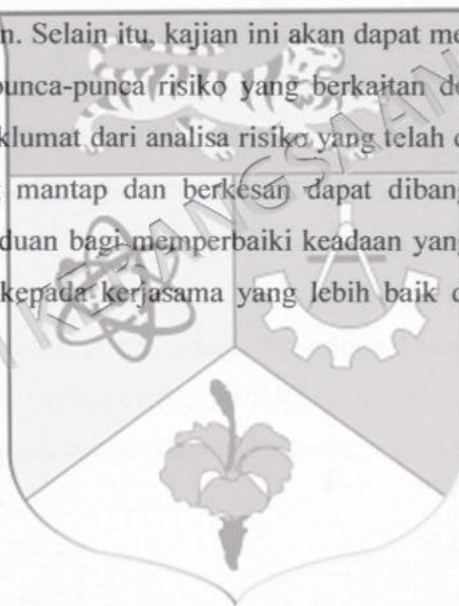 n. Selain itu, kajian ini akan dapat me
punca-punca risiko yang berkaitan de
klumat dari analisa risiko yang telah d
g mantap dan berkesan dapat dibang
duan bagi memperbaiki keadaan yang
kepada kerjasama yang lebih baik d
KEBANGSAAN